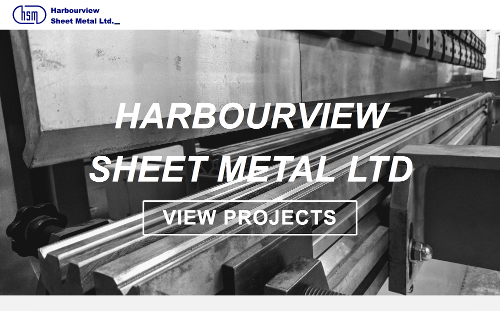 hsm
Harbourview
Sheet Metal Ltd._
HARBOURVIEW
SHEET METAL LTD
VIEW PROJECTS